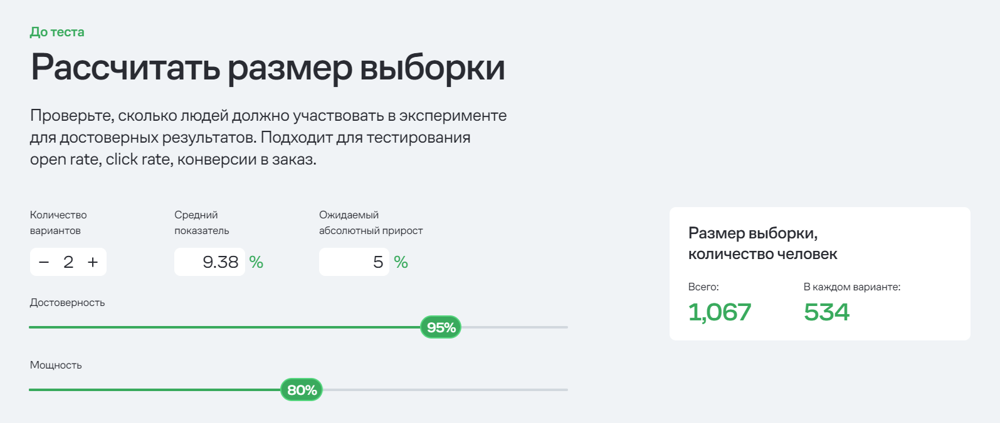 До теста
Рассчитать размер выборки
Проверьте, сколько людей должно участвовать в эксперименте
для достоверных результатов. Подходит для тестирования
open rate, click rate, конверсии в заказ.
Количество
вариантов
− 2 +
Средний
показатель
9.38 %
Ожидаемый
абсолютный прирост
5 %
Достоверность
95%
Мощность
80%
Размер выборки,
количество человек
Всего:
1,067
В каждом варианте:
534